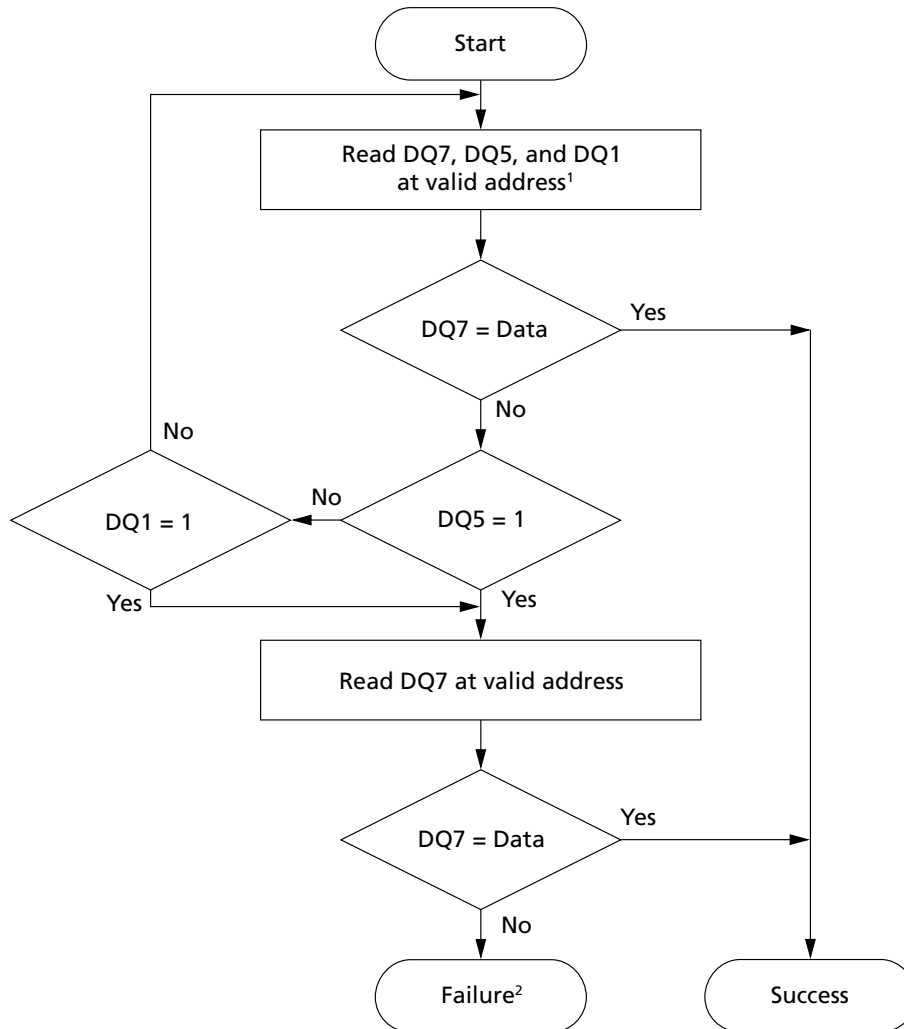 Start
Read DQ7, DQ5, and DQ1
at valid address1
DQ7 = Data
Yes
No
No
DQ1 = 1
No
DQ5 = 1
Yes
Yes
Read DQ7 at valid address
DQ7 = Data
Yes
No
Failure2
Success